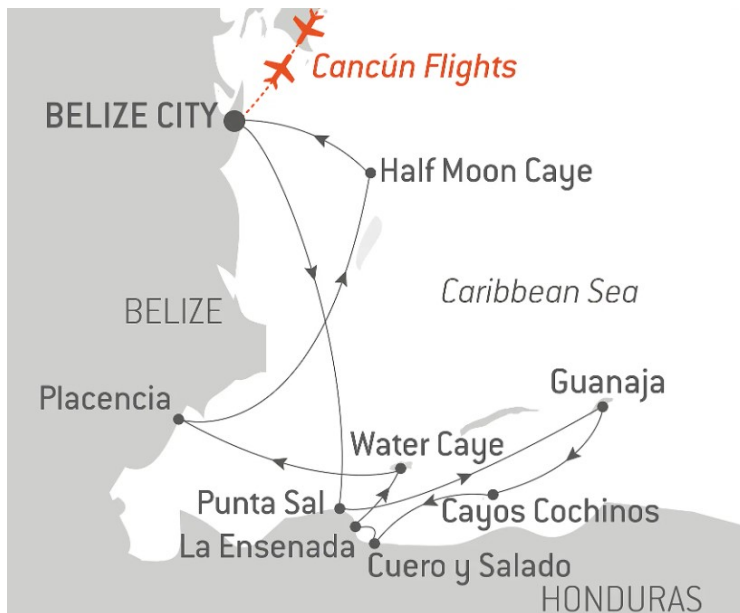 Cancún Flights
BELIZE CITY
Half Moon Caye
Caribbean Sea
BELIZE
Guanaja
Placencia
Water Caye
Punta Sal
Cayos Cochinos
La Ensenada
Cuero y Salado
HONDURAS